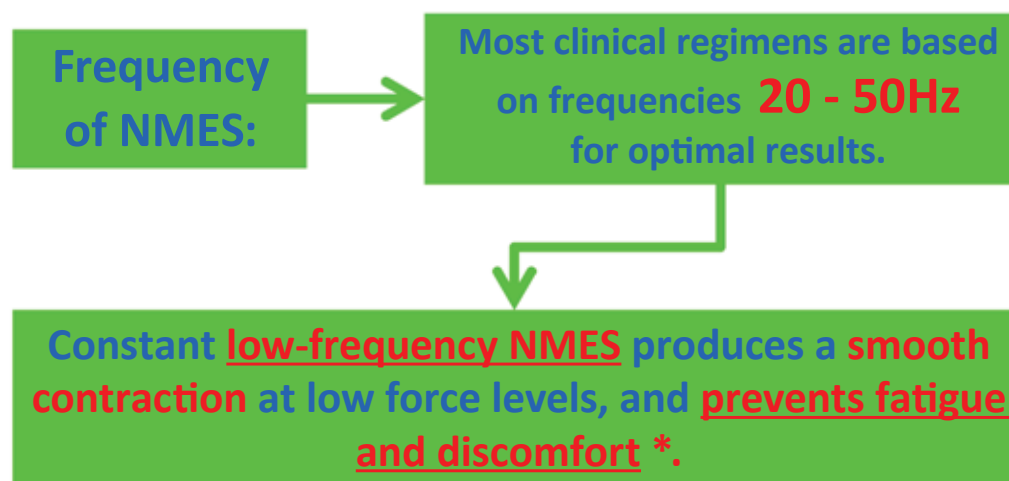 Frequency
of NMES:
Most clinical regimens are based
on frequencies 20 - 50Hz
for optimal results.
Constant low-frequency NMES produces a smooth
contraction at low force levels, and prevents fatigue
and discomfort *.